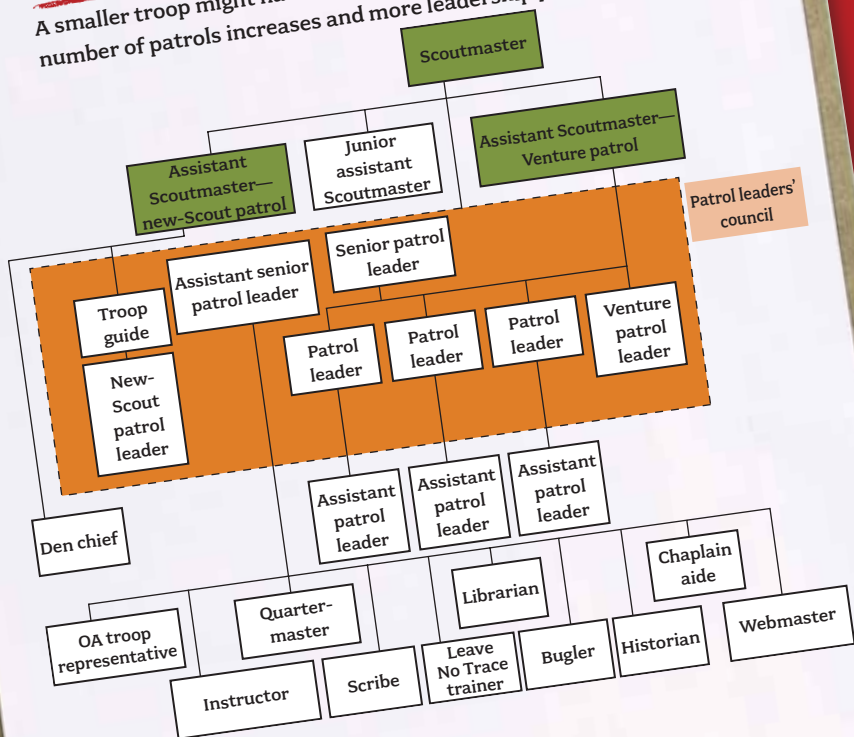 A smaller troop might
number of patrols increases and more
Scoutmaster
Assistant
Scoutmaster—
new-Scout patrol
Junior
assistant
Scoutmaster
Assistant Scoutmaster—
Venture patrol
Patrol leaders’
council
Troop
guide
Assistant senior
patrol leader
Senior patrol
leader
New-
Scout
patrol
leader
Patrol
leader
Patrol
leader
Patrol
leader
Venture
patrol
leader
Den chief
Assistant
patrol
leader
Assistant
patrol
leader
Assistant
patrol
leader
OA troop
representative
Instructor
Quarter-
master
Scribe
Leave
No Trace
trainer
Librarian
Bugler
Historian
Chaplain
aide
Webmaster